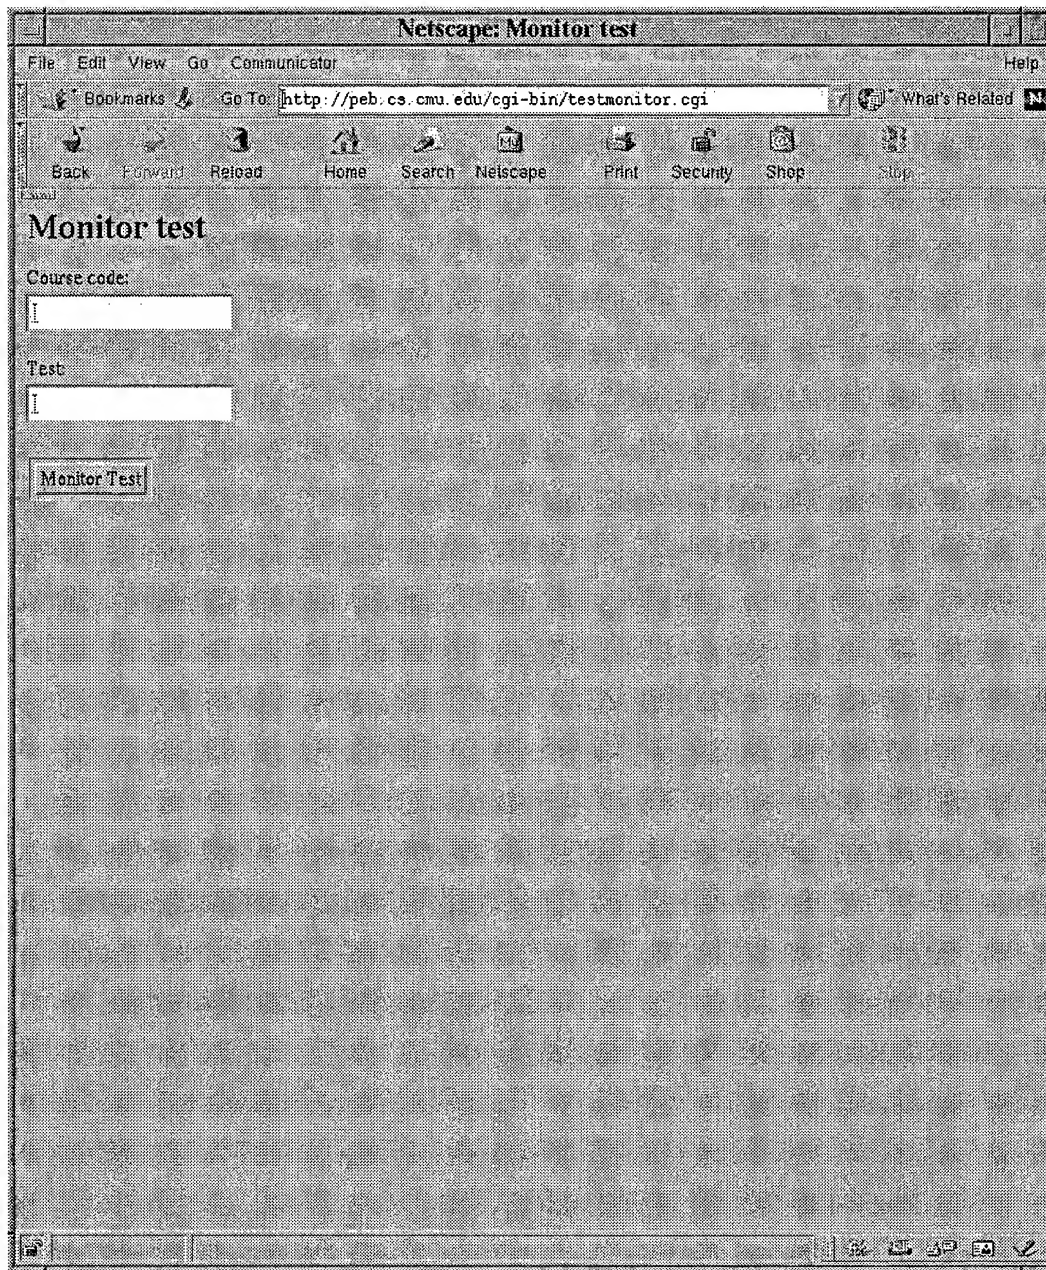 Netscape: Monitor test
File Edit View Go Communicator Help
Bookmarks Go To: http://peb.cs.cmu.edu/cgi-bin/testmonitor.cgi What's Related N
Back Forward Reload Home Search Netscape Print Security Shop Stop
Monitor test
Course code:
Test:
Monitor Test